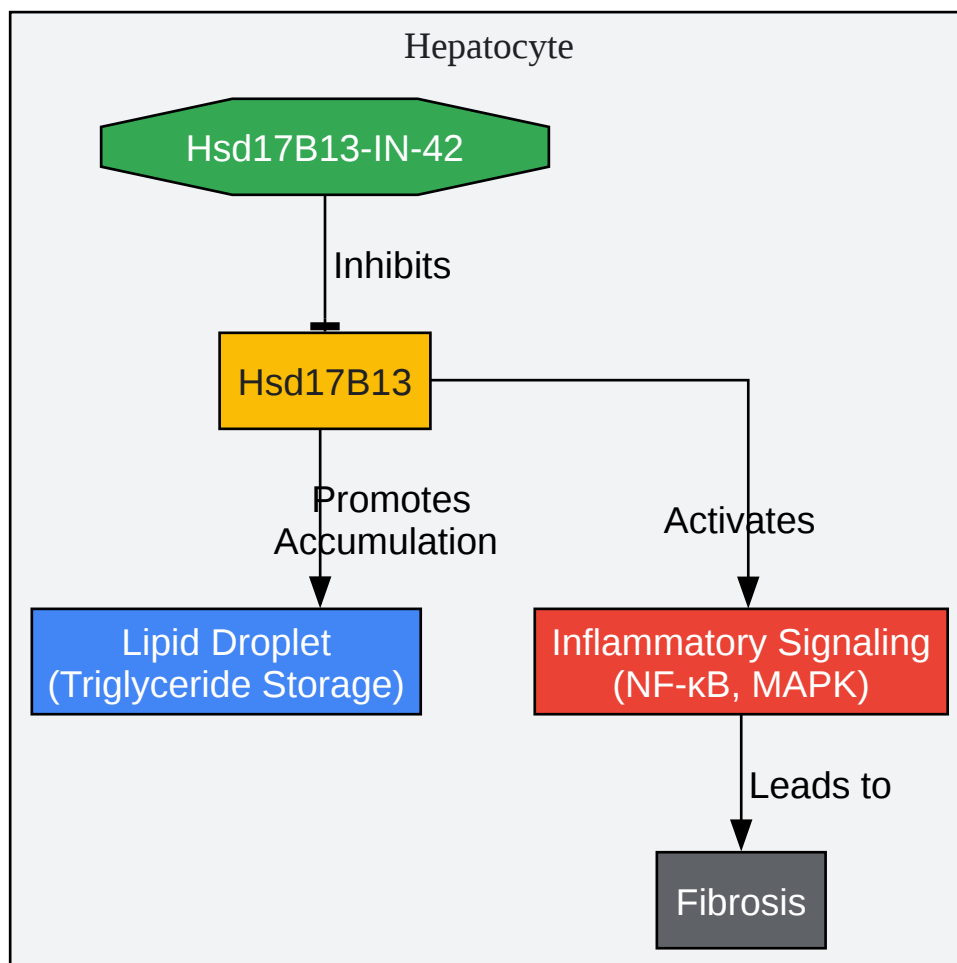 Hepatocyte
Hsd17B13-IN-42
Inhibits
Hsd17B13
Promotes
Accumulation
Activates
Lipid Droplet
(Triglyceride Storage)
Inflammatory Signaling
(NF-κB, MAPK)
Leads to
Fibrosis